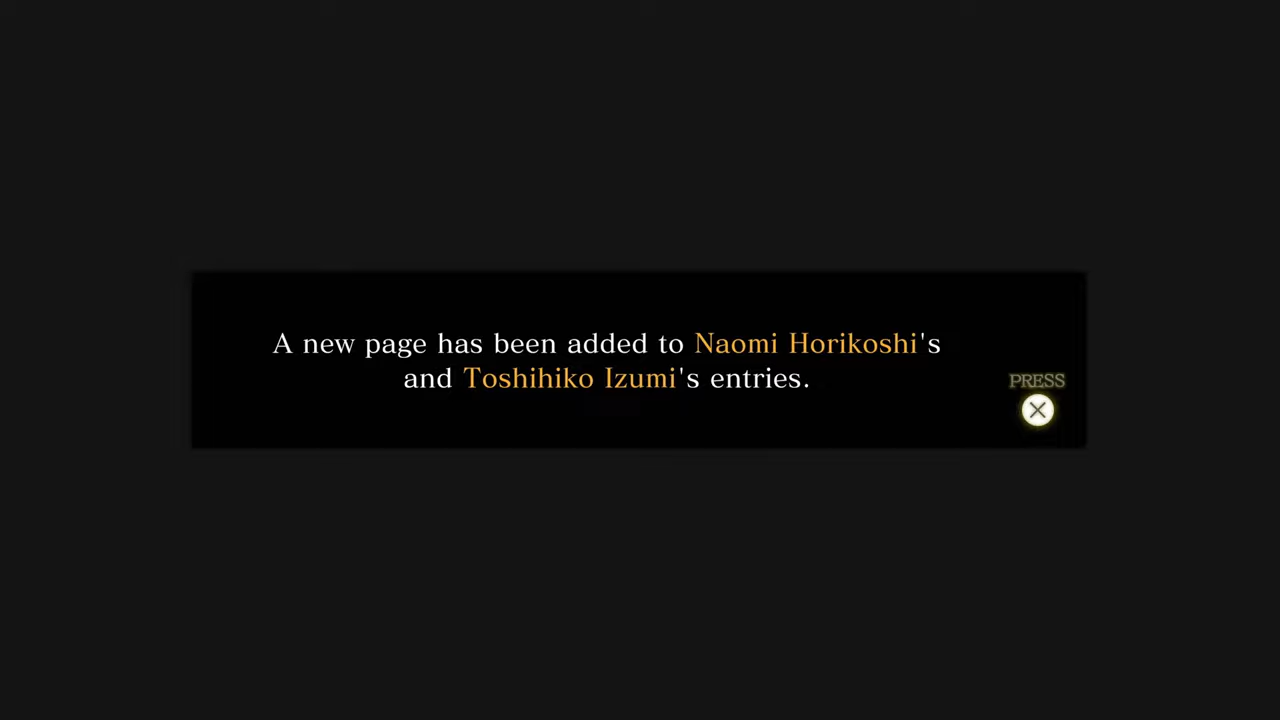 A new page has been added to Naomi Horikoshi's
and Toshihiko Izumi's entries.
PRESS